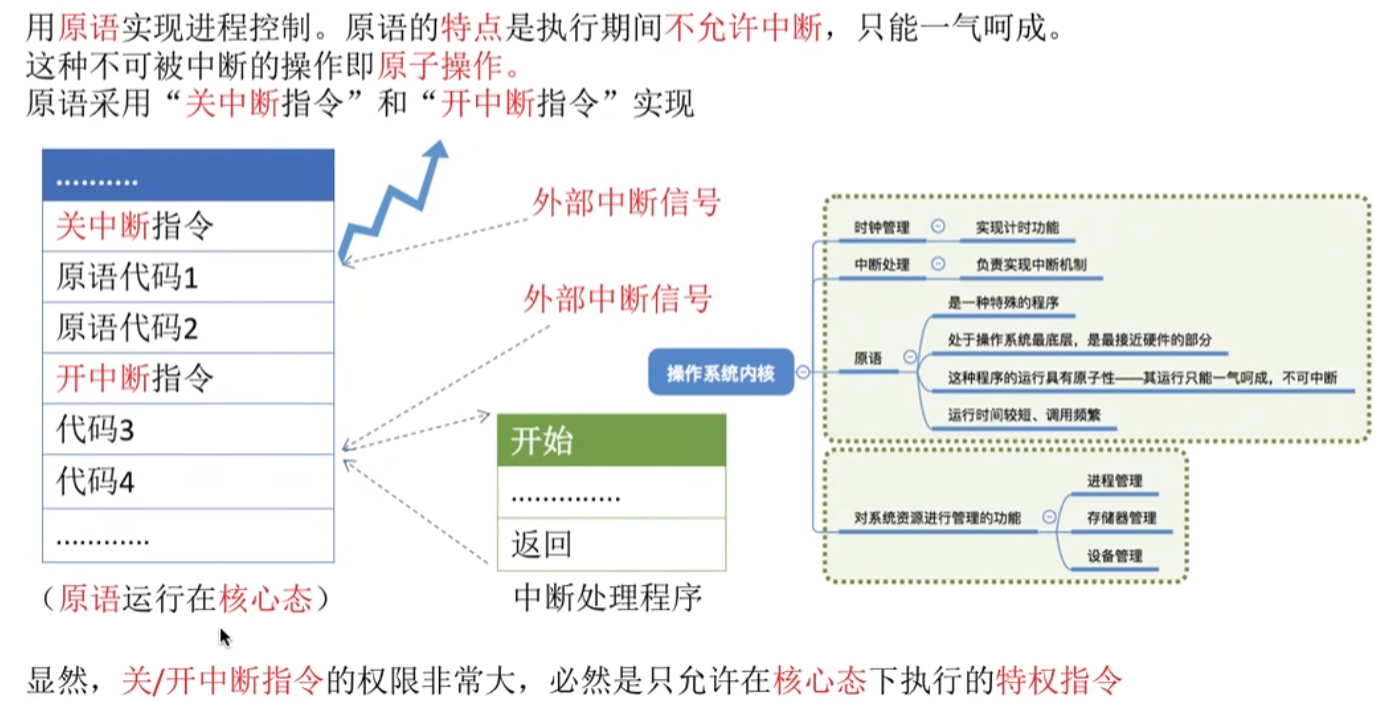 用原语实现进程控制。原语的特点是执行期间不允许中断，只能一气呵成。
这种不可被中断的操作即原子操作。
原语采用“关中断指令”和“开中断指令”实现
..........
关中断指令
原语代码1
原语代码2
开中断指令
代码3
代码4
............
（原语运行在核心态）
外部中断信号
外部中断信号
开始
..............
返回
中断处理程序
操作系统内核
时钟管理
实现计时功能
中断处理
负责实现中断机制
原语
是一种特殊的程序
处于操作系统最底层，是最接近硬件的部分
这种程序的运行具有原子性——其运行只能一气呵成，不可中断
运行时间较短、调用频繁
对系统资源进行管理的功能
进程管理
存储器管理
设备管理
显然，关/开中断指令的权限非常大，必然是只允许在核心态下执行的特权指令